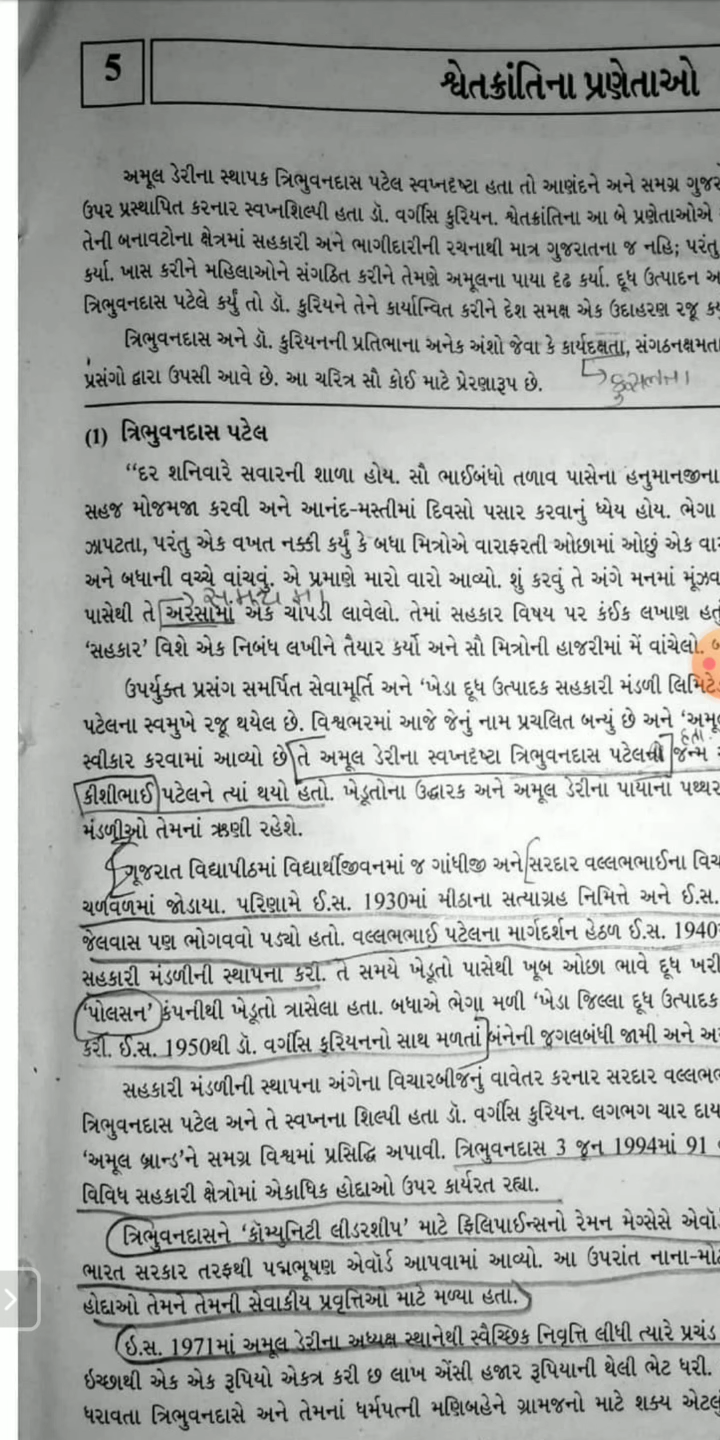 5
શ્વેતક્રાંતિના પ્રણેતાઓ
અમૂલ ડેરીના સ્થાપક ત્રિભુવનદાસ પટેલ સ્વપ્નદૃષ્ટા હતા તો આણંદને અને સમગ્ર ગુજર
ઉપર પ્રસ્થાપિત કરનાર સ્વપ્નશિલ્પી હતા ડૉ. વર્ગીસ કુરિયન. શ્વેતક્રાંતિના આ બે પ્રણેતાઓએ
તેની બનાવટોના ક્ષેત્રમાં સહકારી અને ભાગીદારીની રચનાથી માત્ર ગુજરાતના જ નહિ; પરંતુ
કર્યા. ખાસ કરીને મહિલાઓને સંગઠિત કરીને તેમણે અમૂલના પાયા દૃઢ કર્યા. દૂધ ઉત્પાદન અ
ત્રિભુવનદાસ પટેલે કર્યું તો ડૉ. કુરિયને તેને કાર્યાન્વિત કરીને દેશ સમક્ષ એક ઉદાહરણ રજૂ ક
ત્રિભુવનદાસ અને ડૉ. કુરિયનની પ્રતિભાના અનેક અંશો જેવા કે કાર્યદક્ષતા, સંગઠનક્ષમતા
પ્રસંગો દ્વારા ઉપસી આવે છે. આ ચરિત્ર સૌ કોઈ માટે પ્રેરણારૂપ છે.
કુશળતા
(1) ત્રિભુવનદાસ પટેલ
“દર શનિવારે સવારની શાળા હોય. સૌ ભાઈબંધો તળાવ પાસેના હનુમાનજીના
સહજ મોજમજા કરવી અને આનંદ-મસ્તીમાં દિવસો પસાર કરવાનું ધ્યેય હોય. ભેગા
ઝાપટતા, પરંતુ એક વખત નક્કી કર્યું કે બધા મિત્રોએ વારાફરતી ઓછામાં ઓછું એક વા
અને બધાની વચ્ચે વાંચવું. એ પ્રમાણે મારો વારો આવ્યો. શું કરવું તે અંગે મનમાં મૂંઝવ
સમયમાં
પાસેથી તે અરસામાં એક ચોપડી લાવેલો. તેમાં સહકાર વિષય પર કંઈક લખાણ હતું
‘સહકાર’ વિશે એક નિબંધ લખીને તૈયાર કર્યો અને સૌ મિત્રોની હાજરીમાં મેં વાંચેલો.
ઉપર્યુક્ત પ્રસંગ સમર્પિત સેવામૂર્તિ અને ‘ખેડા દૂધ ઉત્પાદક સહકારી મંડળી લિમિટે
પટેલના સ્વમુખે રજૂ થયેલ છે. વિશ્વભરમાં આજે જેનું નામ પ્રચલિત બન્યું છે અને ‘અમૂ
હતા
સ્વીકાર કરવામાં આવ્યો છે તે અમૂલ ડેરીના સ્વપ્નદૃષ્ટા ત્રિભુવનદાસ પટેલનો જન્મ
કીશીભાઈ પટેલને ત્યાં થયો હતો. ખેડૂતોના ઉદ્ધારક અને અમૂલ ડેરીના પાયાના પથ્થર
મંડળીઓ તેમનાં ઋણી રહેશે.
ગૂજરાત વિદ્યાપીઠમાં વિદ્યાર્થીજીવનમાં જ ગાંધીજી અને સરદાર વલ્લભભાઈના વિચ
ચળવળમાં જોડાયા. પરિણામે ઈ.સ. 1930માં મીઠાના સત્યાગ્રહ નિમિત્તે અને ઈ.સ.
જેલવાસ પણ ભોગવવો પડ્યો હતો. વલ્લભભાઈ પટેલના માર્ગદર્શન હેઠળ ઈ.સ. 1940
સહકારી મંડળીની સ્થાપના કરી. તે સમયે ખેડૂતો પાસેથી ખૂબ ઓછા ભાવે દૂધ ખરી
‘પોલસન’ કંપનીથી ખેડૂતો ત્રાસેલા હતા. બધાએ ભેગા મળી ‘ખેડા જિલ્લા દૂધ ઉત્પાદક
કરી. ઈ.સ. 1950થી ડૉ. વર્ગીસ કુરિયનનો સાથ મળતાં બંનેની જુગલબંધી જામી અને અ
સહકારી મંડળીની સ્થાપના અંગેના વિચારબીજનું વાવેતર કરનાર સરદાર વલ્લભ
ત્રિભુવનદાસ પટેલ અને તે સ્વપ્નના શિલ્પી હતા ડૉ. વર્ગીસ કુરિયન. લગભગ ચાર દાય
‘અમૂલ બ્રાન્ડ’ને સમગ્ર વિશ્વમાં પ્રસિદ્ધિ અપાવી. ત્રિભુવનદાસ 3 જૂન 1994માં 91
વિવિધ સહકારી ક્ષેત્રોમાં એકાધિક હોદાઓ ઉપર કાર્યરત રહ્યા.
ત્રિભુવનદાસને ‘કૉમ્યુનિટી લીડરશીપ’ માટે ફિલિપાઈન્સનો રેમન મેગ્સેસે એવૉ
ભારત સરકાર તરફથી પદ્મભૂષણ એવૉર્ડ આપવામાં આવ્યો. આ ઉપરાંત નાના-મો
હોદાઓ તેમને તેમની સેવાકીય પ્રવૃત્તિઓ માટે મળ્યા હતા.
ઇ.સ. 1971માં અમૂલ ડેરીના અધ્યક્ષ સ્થાનેથી સ્વૈચ્છિક નિવૃત્તિ લીધી ત્યારે પ્રચંડ
ઇચ્છાથી એક એક રૂપિયો એકત્ર કરી છ લાખ એંસી હજાર રૂપિયાની થેલી ભેટ ધરી.
ધરાવતા ત્રિભુવનદાસે અને તેમનાં ધર્મપત્ની મણિબહેને ગ્રામજનો માટે શક્ય એટલું